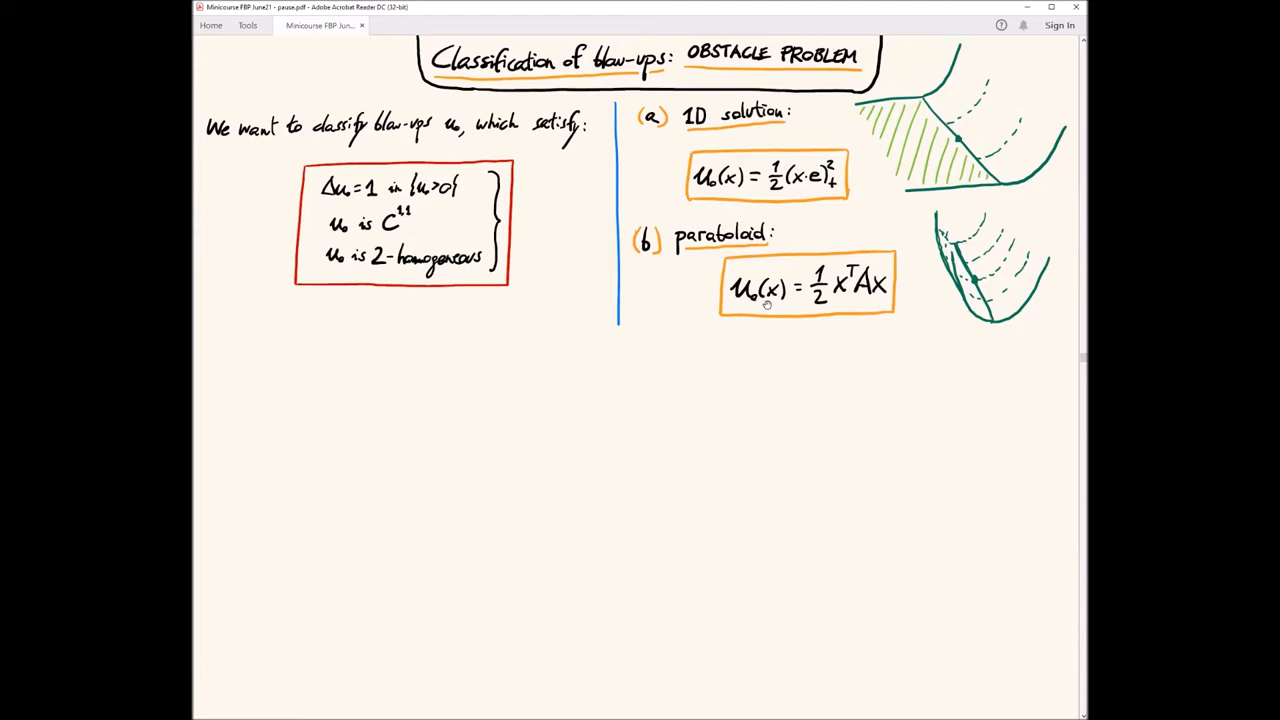 Minicourse FBP June21 - pause.pdf - Adobe Acrobat Reader DC (32-bit)
Home Tools Minicourse FBP Jun... × Sign In
Classification of blow-ups: OBSTACLE PROBLEM
We want to classify blow-ups u₀, which satisfy:
Δu₀ = 1 in {u₀>0}
u₀ is C^{1,1}
u₀ is 2-homogeneous
(a) 1D solution:
u₀(x) = ½(x·e)₊²
(b) paraboloid:
u₀(x) = ½ xᵀAx